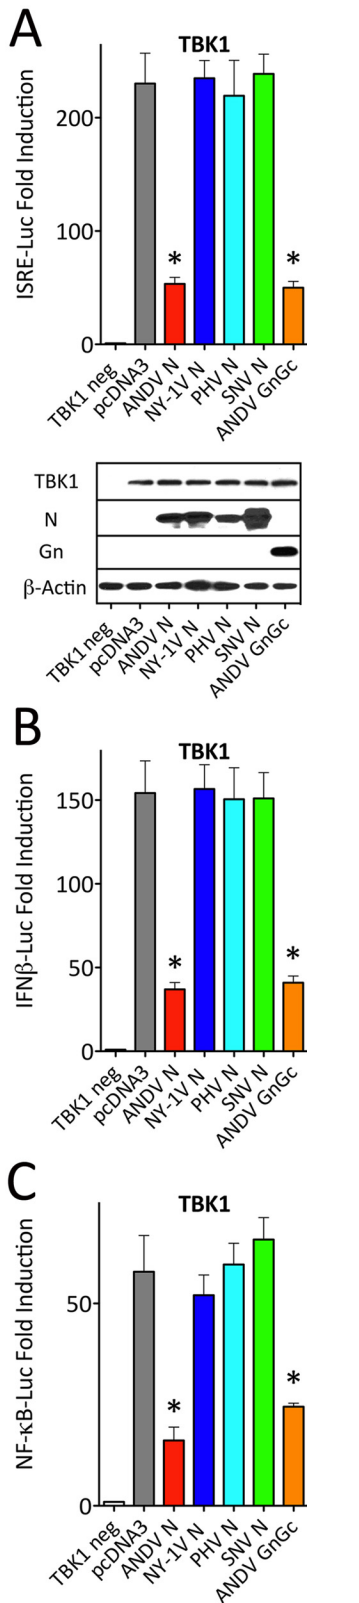 A
TBK1
ISRE-Luc Fold Induction
200
100
0
*
*
TBK1 neg
pcDNA3
ANDV N
NY-1V N
PHV N
SNV N
ANDV GnGc
TBK1
N
Gn
β-Actin
TBK1 neg
pcDNA3
ANDV N
NY-1V N
PHV N
SNV N
ANDV GnGc
B
TBK1
IFNβ-Luc Fold Induction
150
100
50
0
*
*
TBK1 neg
pcDNA3
ANDV N
NY-1V N
PHV N
SNV N
ANDV GnGc
C
TBK1
NF-κB-Luc Fold Induction
50
0
*
*
TBK1 neg
pcDNA3
ANDV N
NY-1V N
PHV N
SNV N
ANDV GnGc